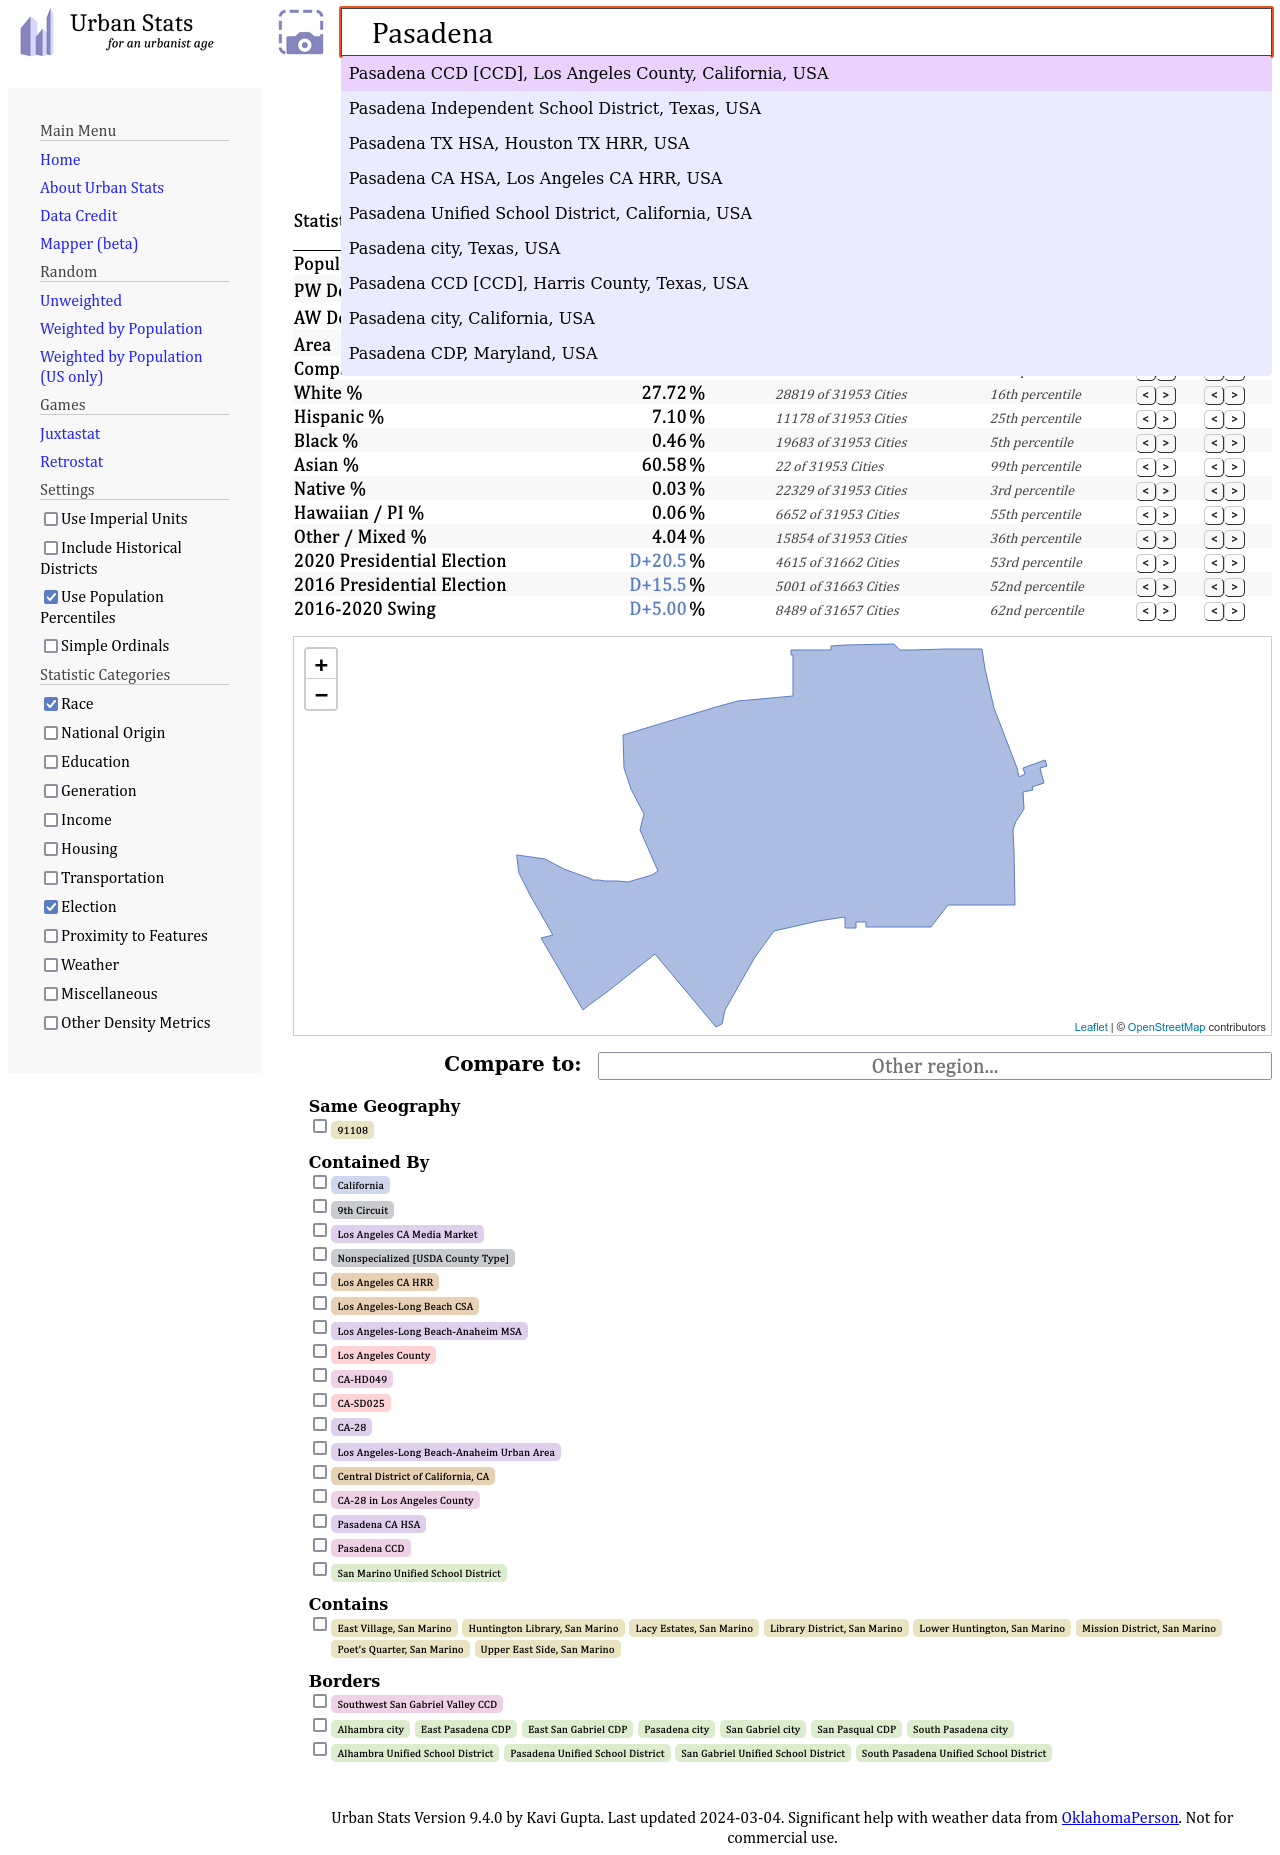 Urban Stats
for an urbanist age
Pasadena
Pasadena CCD [CCD], Los Angeles County, California, USA
Pasadena Independent School District, Texas, USA
Pasadena TX HSA, Houston TX HRR, USA
Pasadena CA HSA, Los Angeles CA HRR, USA
Pasadena Unified School District, California, USA
Pasadena city, Texas, USA
Pasadena CCD [CCD], Harris County, Texas, USA
Pasadena city, California, USA
Pasadena CDP, Maryland, USA
Main Menu
Home
About Urban Stats
Data Credit
Mapper (beta)
Random
Unweighted
Weighted by Population
Weighted by Population
(US only)
Games
Juxtastat
Retrostat
Settings
Use Imperial Units
Include Historical
Districts
Use Population
Percentiles
Simple Ordinals
Statistic Categories
Race
National Origin
Education
Generation
Income
Housing
Transportation
Election
Proximity to Features
Weather
Miscellaneous
Other Density Metrics
Area
White % 27.72% 28819 of 31953 Cities 16th percentile < > < >
Hispanic % 7.10% 11178 of 31953 Cities 25th percentile < > < >
Black % 0.46% 19683 of 31953 Cities 5th percentile < > < >
Asian % 60.58% 22 of 31953 Cities 99th percentile < > < >
Native % 0.03% 22329 of 31953 Cities 3rd percentile < > < >
Hawaiian / PI % 0.06% 6652 of 31953 Cities 55th percentile < > < >
Other / Mixed % 4.04% 15854 of 31953 Cities 36th percentile < > < >
2020 Presidential Election D+20.5% 4615 of 31662 Cities 53rd percentile < > < >
2016 Presidential Election D+15.5% 5001 of 31663 Cities 52nd percentile < > < >
2016-2020 Swing D+5.00% 8489 of 31657 Cities 62nd percentile < > < >
+
−
Leaflet | © OpenStreetMap contributors
Compare to: Other region...
Same Geography
91108
Contained By
California
9th Circuit
Los Angeles CA Media Market
Nonspecialized [USDA County Type]
Los Angeles CA HRR
Los Angeles-Long Beach CSA
Los Angeles-Long Beach-Anaheim MSA
Los Angeles County
CA-HD049
CA-SD025
CA-28
Los Angeles-Long Beach-Anaheim Urban Area
Central District of California, CA
CA-28 in Los Angeles County
Pasadena CA HSA
Pasadena CCD
San Marino Unified School District
Contains
East Village, San Marino Huntington Library, San Marino Lacy Estates, San Marino Library District, San Marino Lower Huntington, San Marino Mission District, San Marino
Poet's Quarter, San Marino Upper East Side, San Marino
Borders
Southwest San Gabriel Valley CCD
Alhambra city East Pasadena CDP East San Gabriel CDP Pasadena city San Gabriel city San Pasqual CDP South Pasadena city
Alhambra Unified School District Pasadena Unified School District San Gabriel Unified School District South Pasadena Unified School District
Urban Stats Version 9.4.0 by Kavi Gupta. Last updated 2024-03-04. Significant help with weather data from OklahomaPerson. Not for
commercial use.